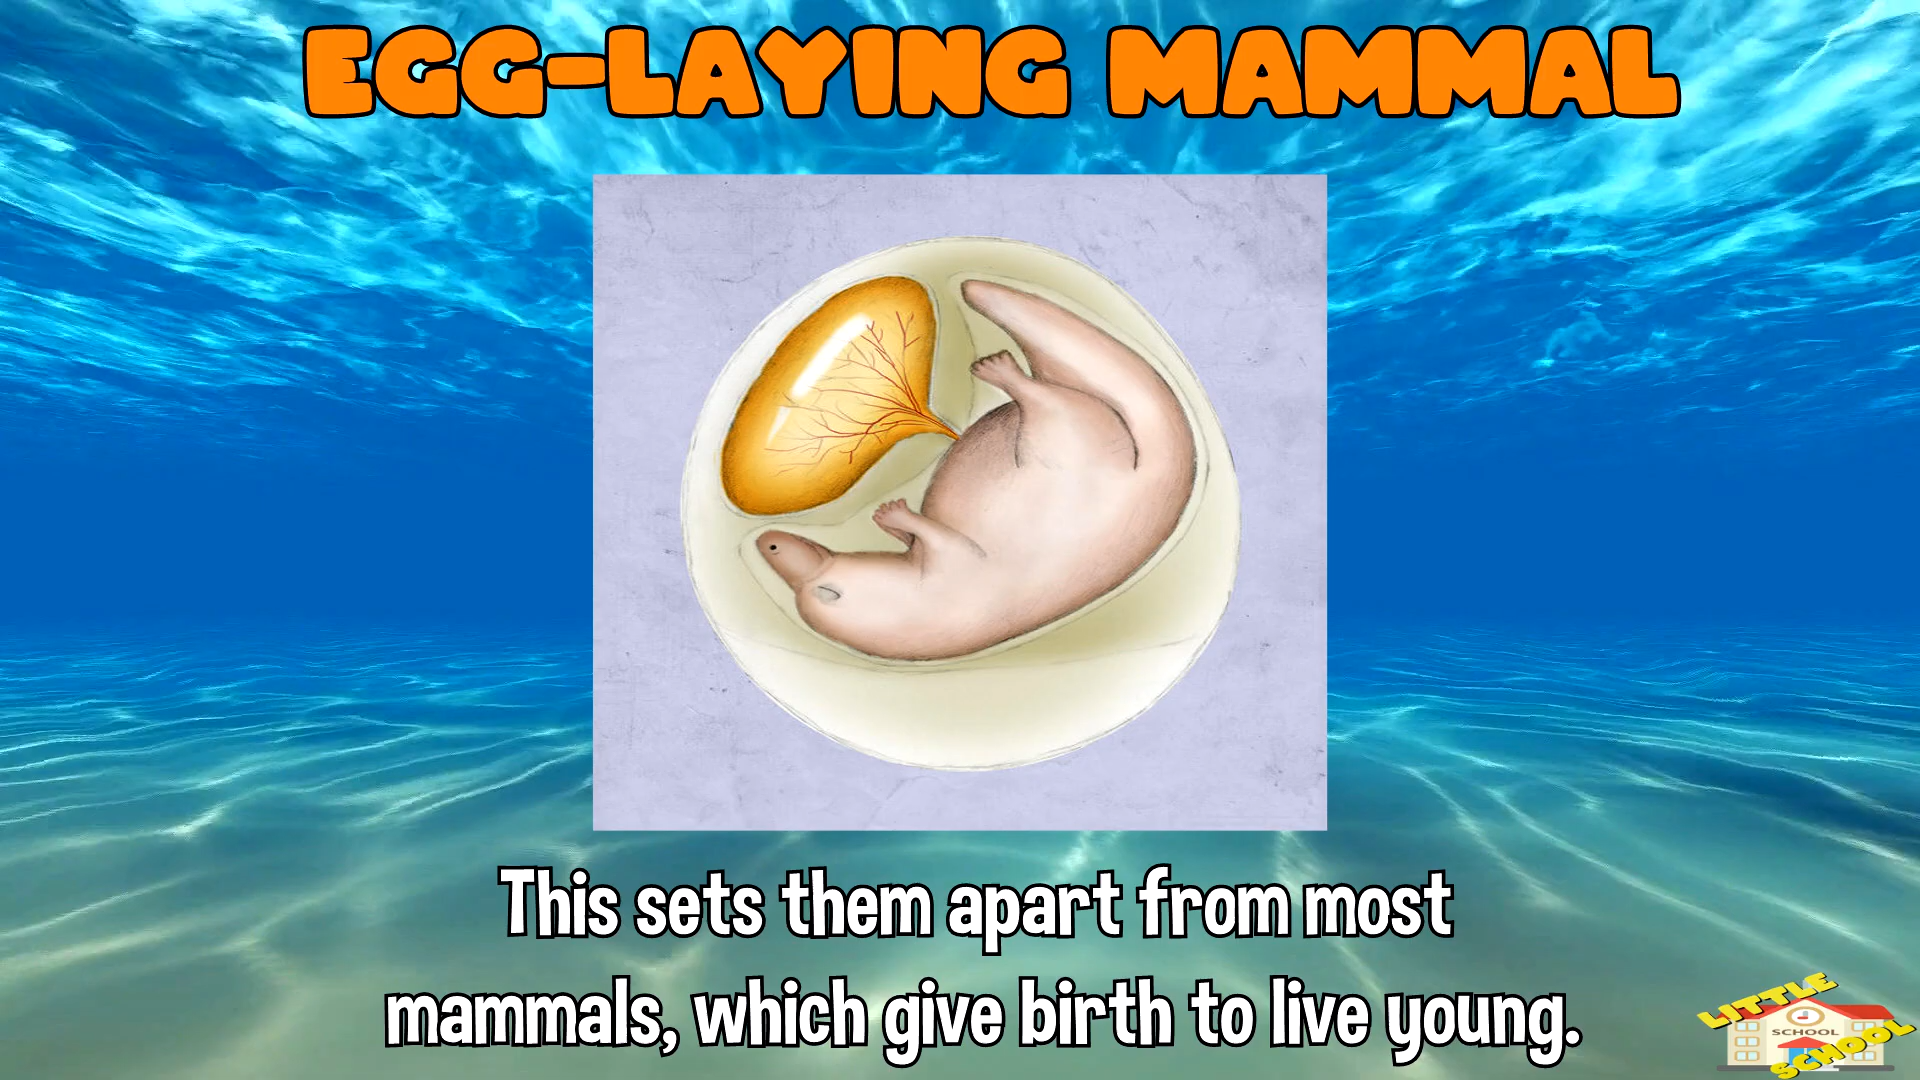 EGG-LAYING MAMMAL
This sets them apart from most
mammals, which give birth to live young.
LITTLE
SCHOOL
SCHOOL